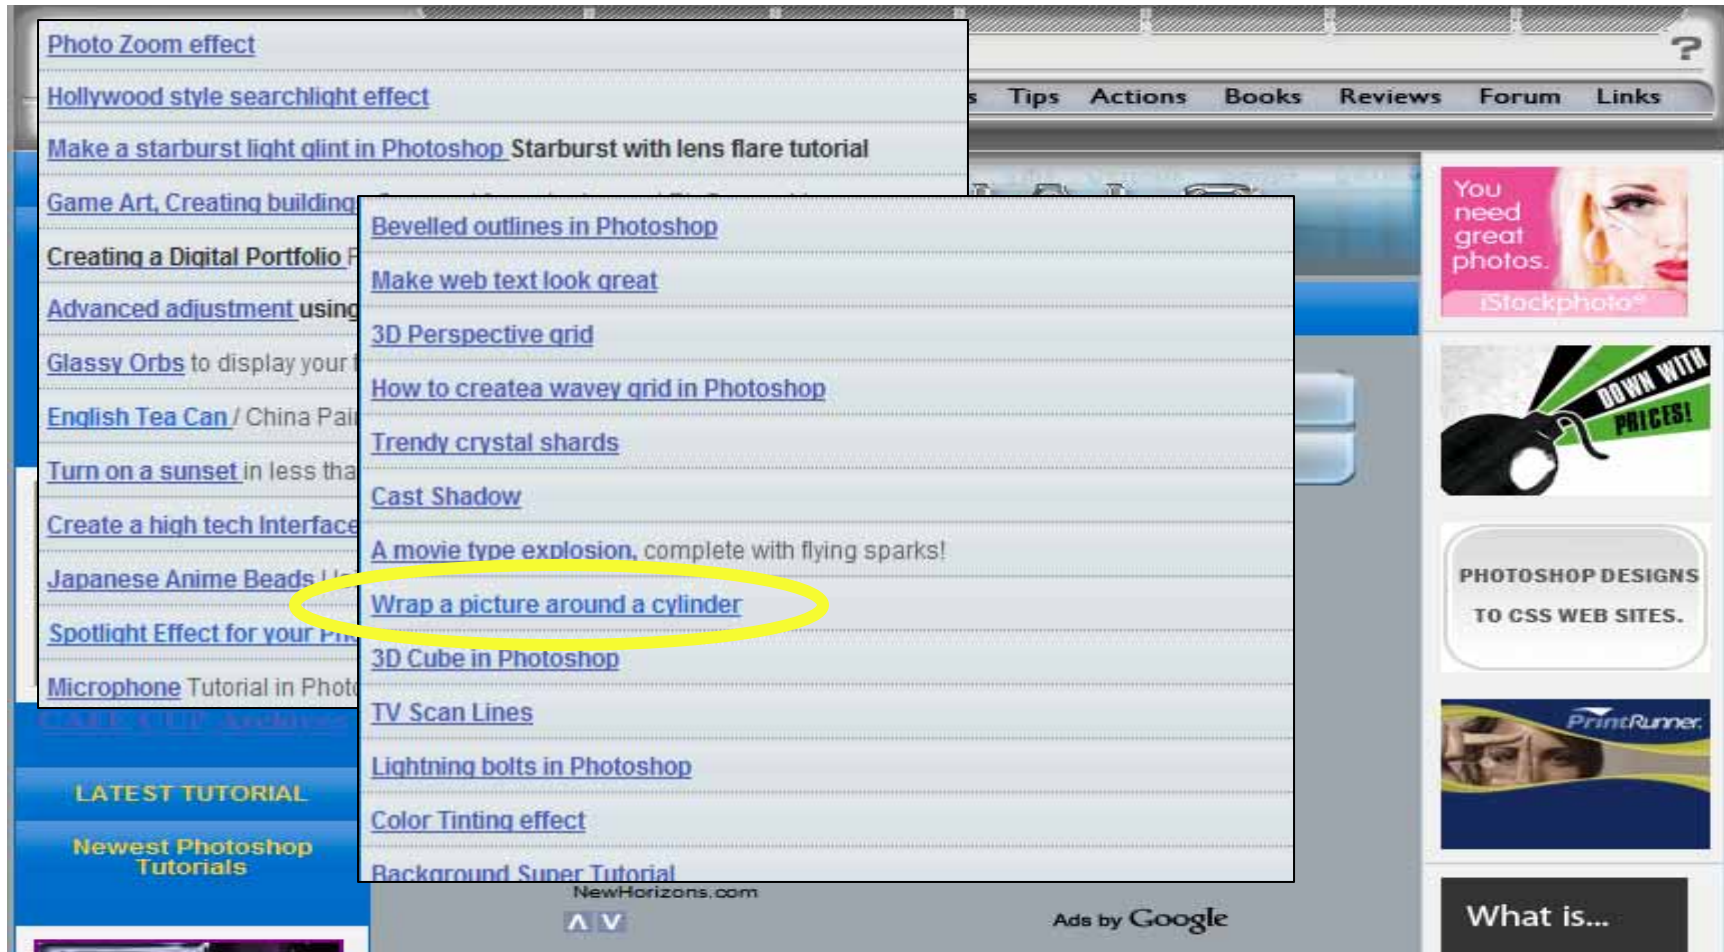 ?
Tips Actions Books Reviews Forum Links
Photo Zoom effect
Hollywood style searchlight effect
Make a starburst light glint in Photoshop Starburst with lens flare tutorial
Game Art, Creating building
Creating a Digital Portfolio
Advanced adjustment using
Glassy Orbs to display your
English Tea Can / China
Turn on a sunset in less
Create a high tech Interface
Japanese Anime Beads
Spotlight Effect for your
Microphone Tutorial in
Bevelled outlines in Photoshop
Make web text look great
3D Perspective grid
How to createa wavey grid in Photoshop
Trendy crystal shards
Cast Shadow
A movie type explosion, complete with flying sparks!
Wrap a picture around a cylinder
3D Cube in Photoshop
TV Scan Lines
Lightning bolts in Photoshop
Color Tinting effect
Background Super Tutorial
LATEST TUTORIAL
Newest Photoshop
Tutorials
NewHorizons.com
Ads by Google
You
need
great
photos.
iStockphoto®
DOWN WITH
PRICES!
PHOTOSHOP DESIGNS
TO CSS WEB SITES.
PrintRunner.
What is...